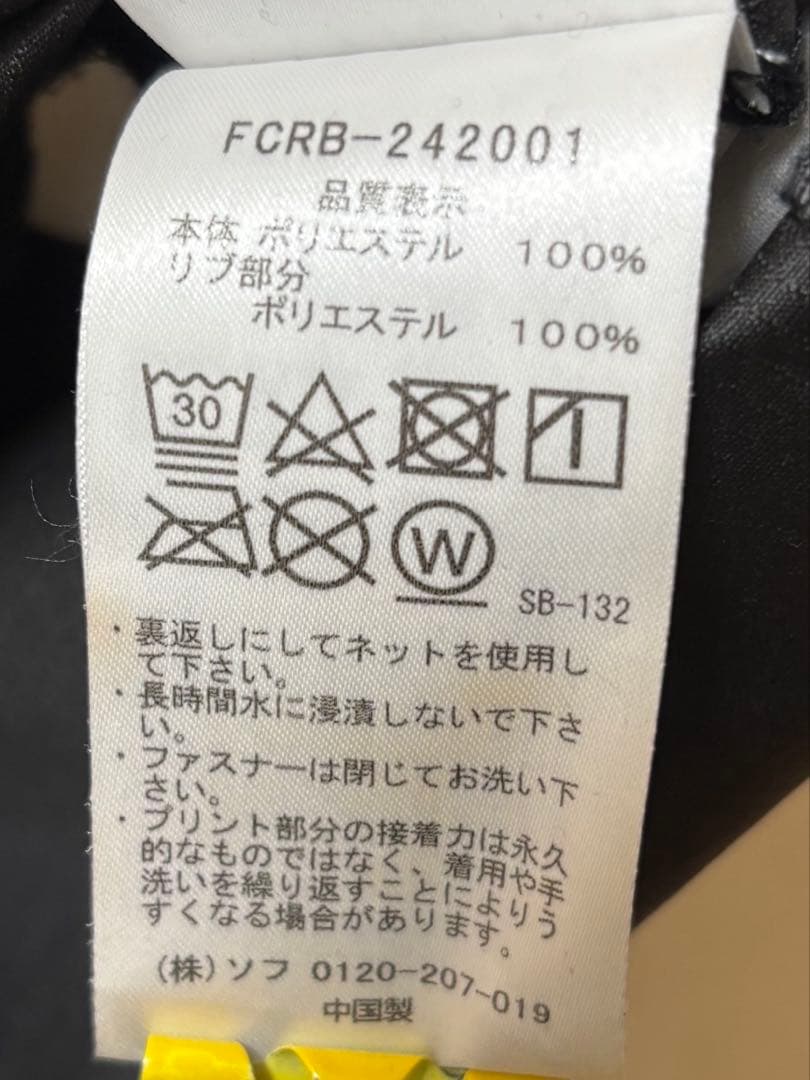 FCRB-242001
品質表示
本体 ポリエステル 100%
リブ部分
ポリエステル 100%
30
W
SB-132
・裏返しにしてネットを使用し
て下さい。
・長時間水に浸漬しないで下さ
い。
・ファスナーは閉じてお洗い下
さい。
・プリント部分の接着力は永久
的なものではなく、着用や手
洗いを繰り返すことによりう
すくなる場合があります。
(株)ソフ 0120-207-019
中国製